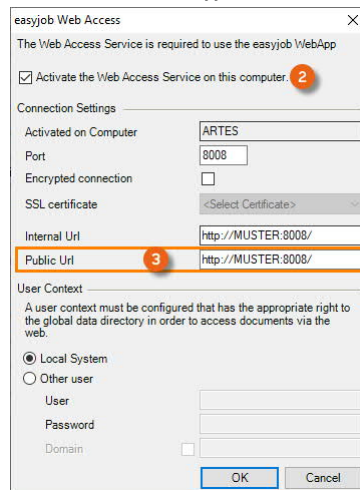 easyjob Web Access
The Web Access Service is required to use the easyjob WebApp
Activate the Web Access Service on this computer. 2
Connection Settings
Activated on Computer ARTES
Port 8008
Encrypted connection
SSL certificate <Select Certificate>
Internal Url http://MUSTER:8008/
Public Url 3 http://MUSTER:8008/
User Context
A user context must be configured that has the appropriate right to
the global data directory in order to access documents via the
web.
Local System
Other user
User
Password
Domain
OK Cancel